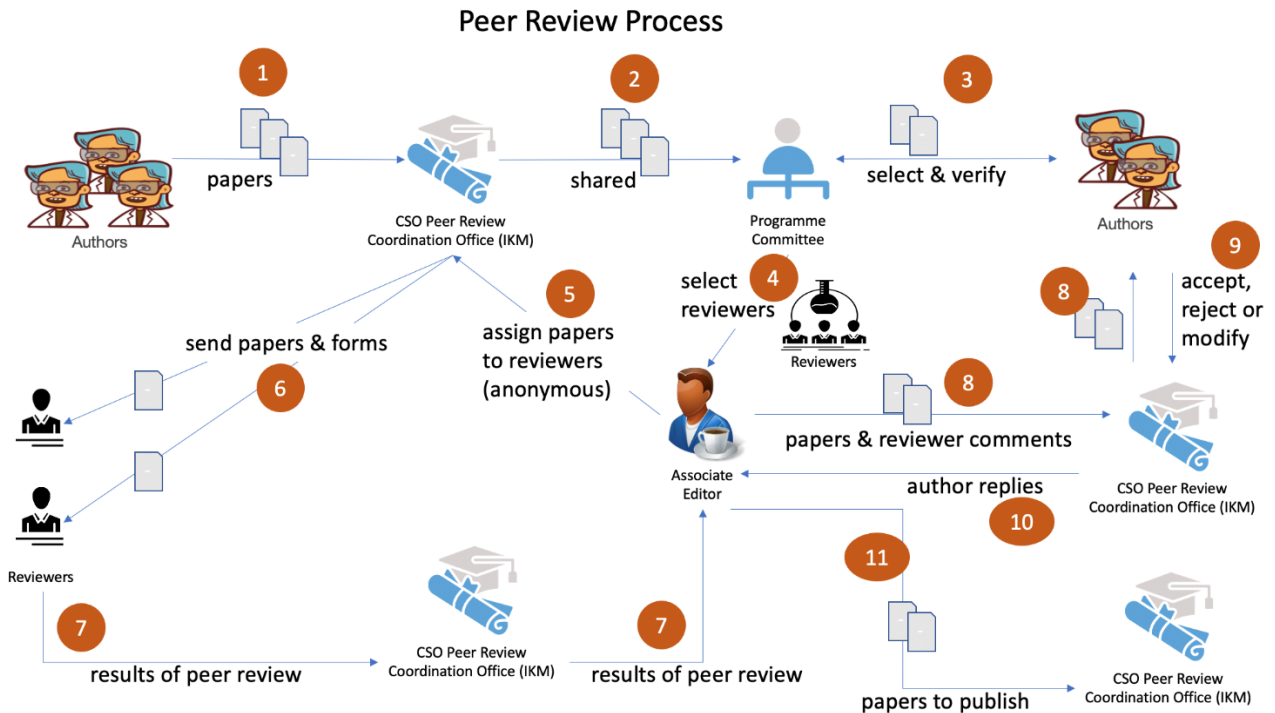 Peer Review Process
1
2
3
papers
shared
select & verify
Authors
CSO Peer Review
Coordination Office (IKM)
Programme
Committee
Authors
4
select
reviewers
Reviewers
5
assign papers
to reviewers
(anonymous)
send papers & forms
6
8
9
accept,
reject or
modify
8
papers & reviewer comments
Associate
Editor
author replies
10
CSO Peer Review
Coordination Office (IKM)
Reviewers
7
results of peer review
CSO Peer Review
Coordination Office (IKM)
7
results of peer review
11
papers to publish
CSO Peer Review
Coordination Office (IKM)